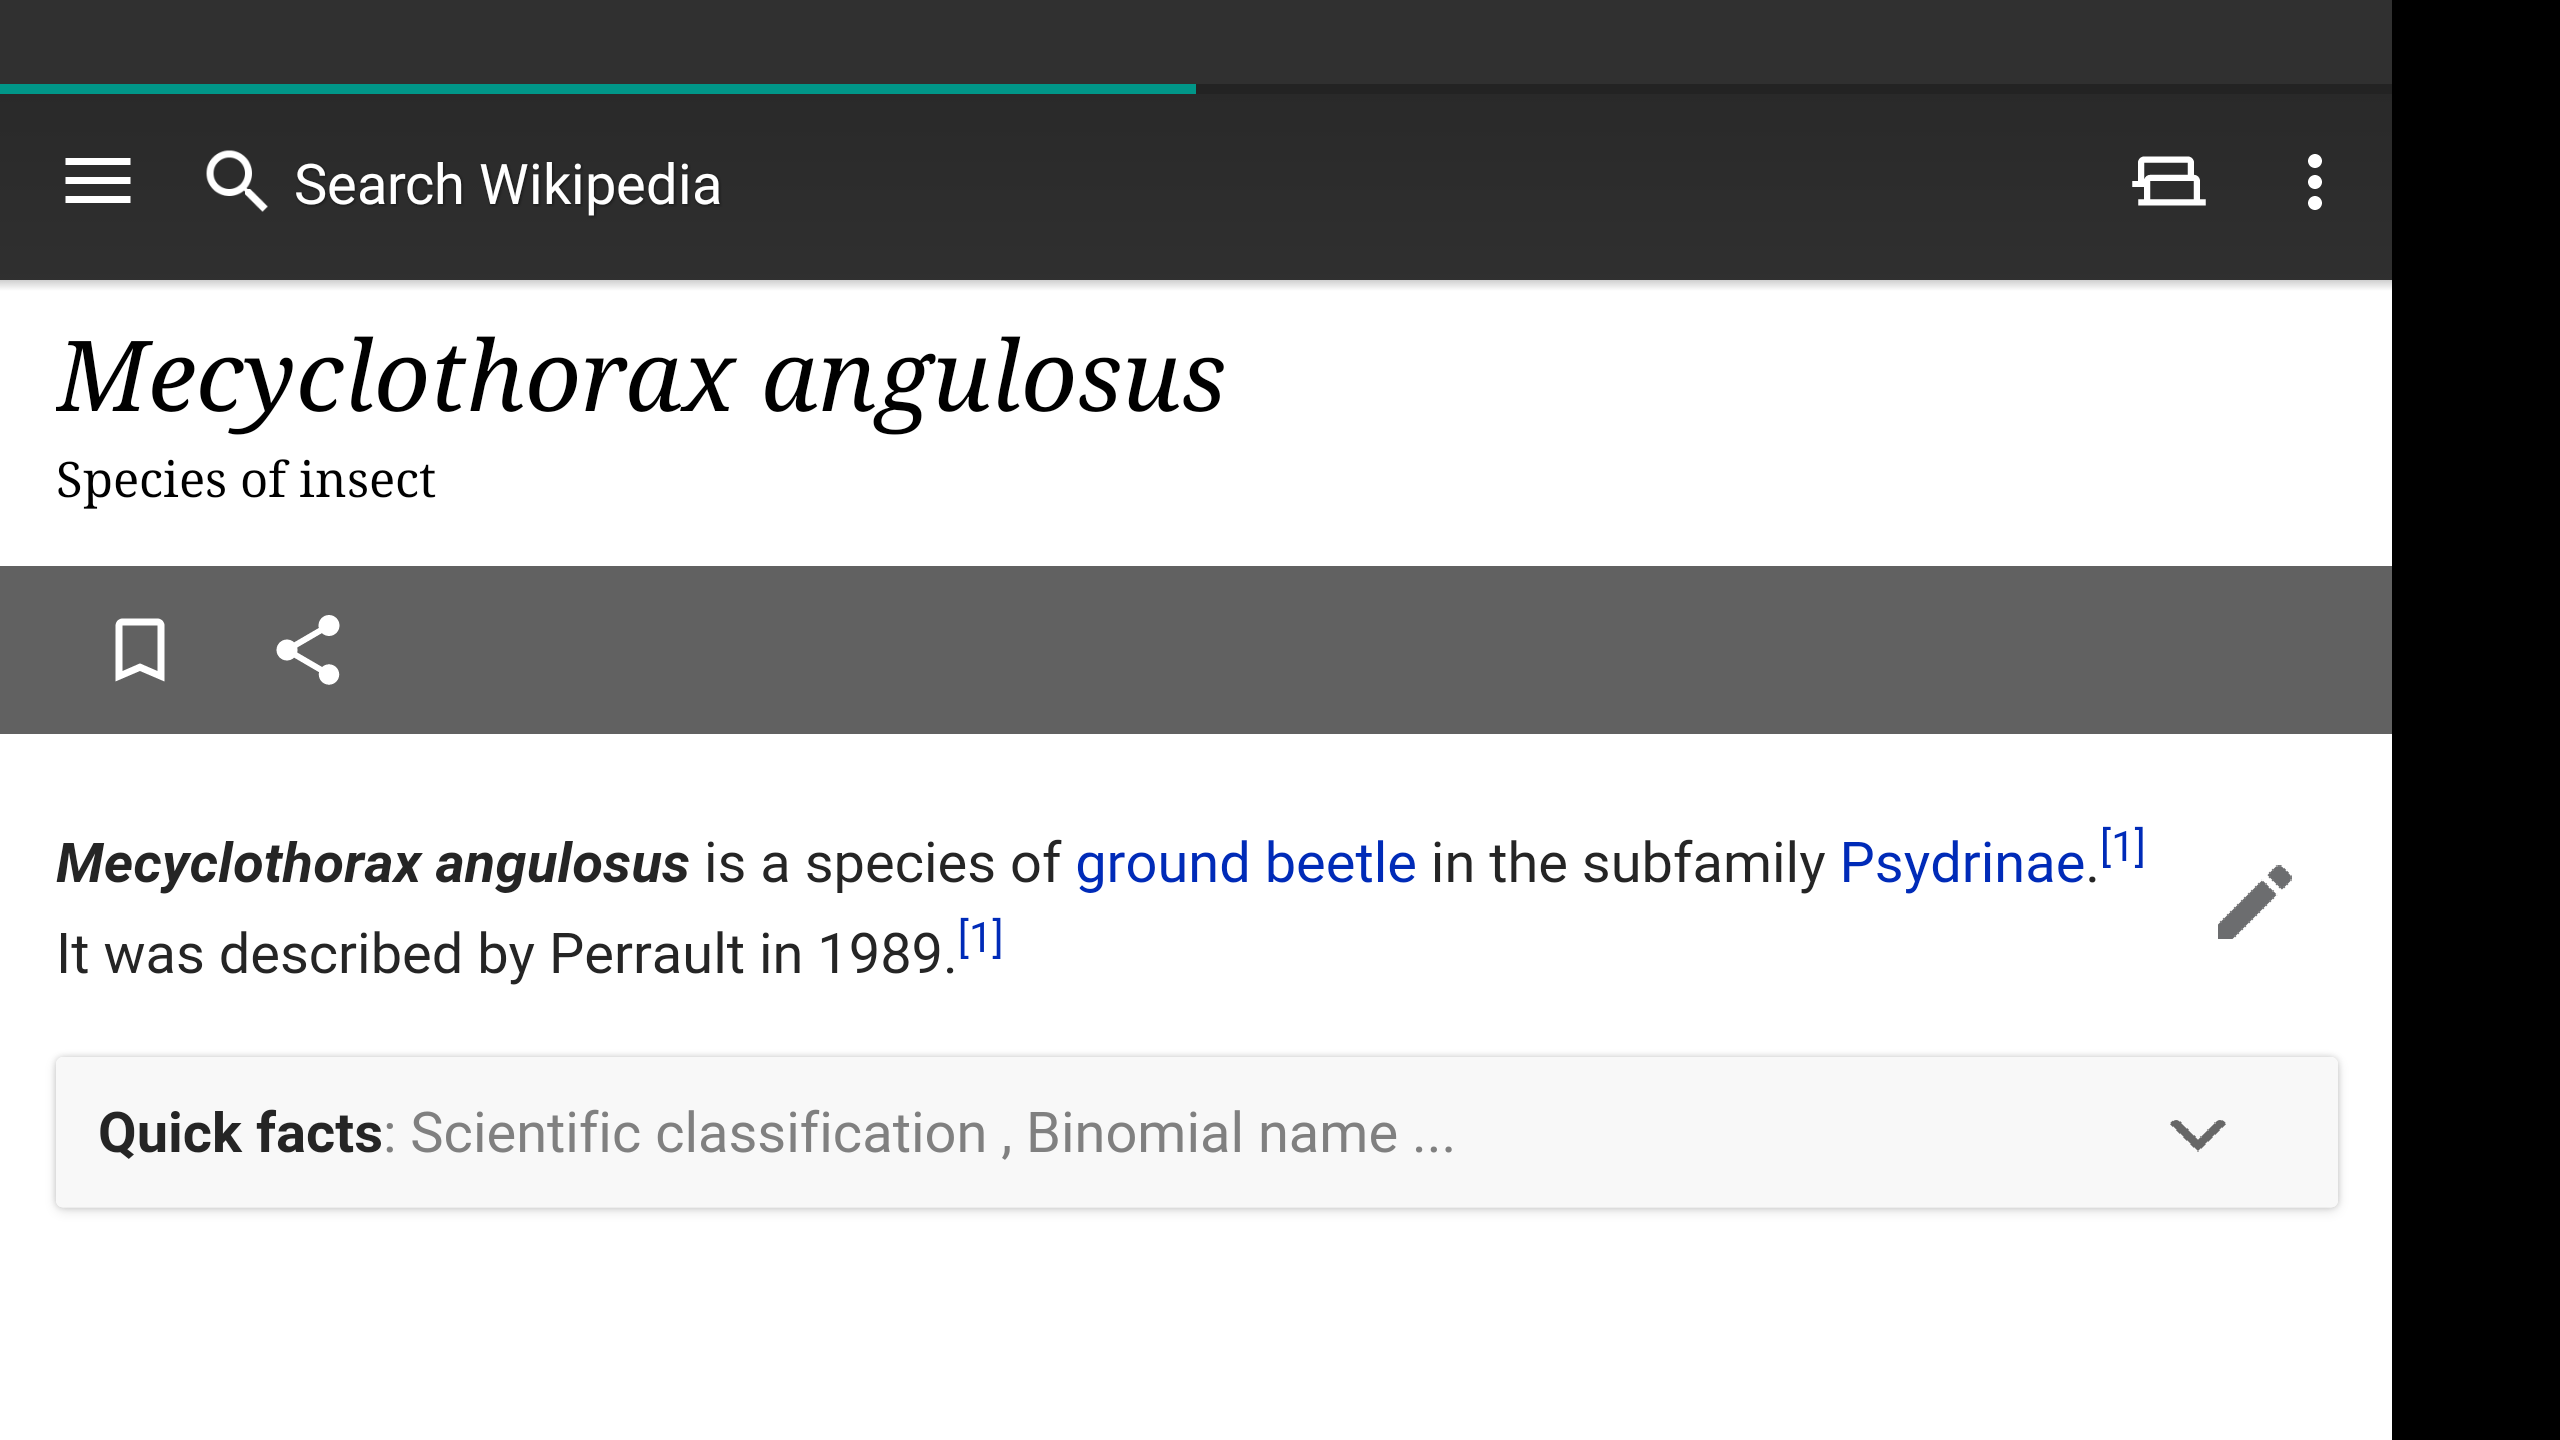 Search Wikipedia
Mecyclothorax angulosus
Species of insect
Mecyclothorax angulosus is a species of ground beetle in the subfamily Psydrinae.[1]
It was described by Perrault in 1989.[1]
Quick facts: Scientific classification , Binomial name ...